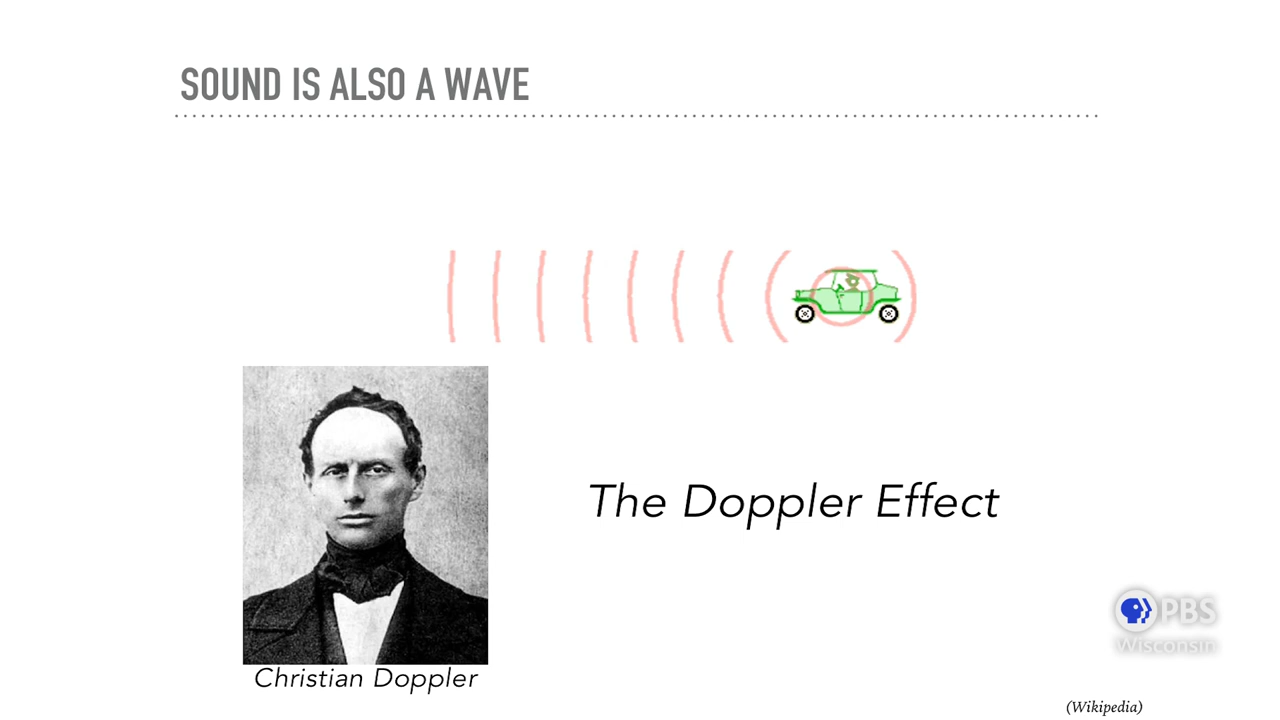 SOUND IS ALSO A WAVE
The Doppler Effect
Christian Doppler
PBS
Wisconsin
(Wikipedia)